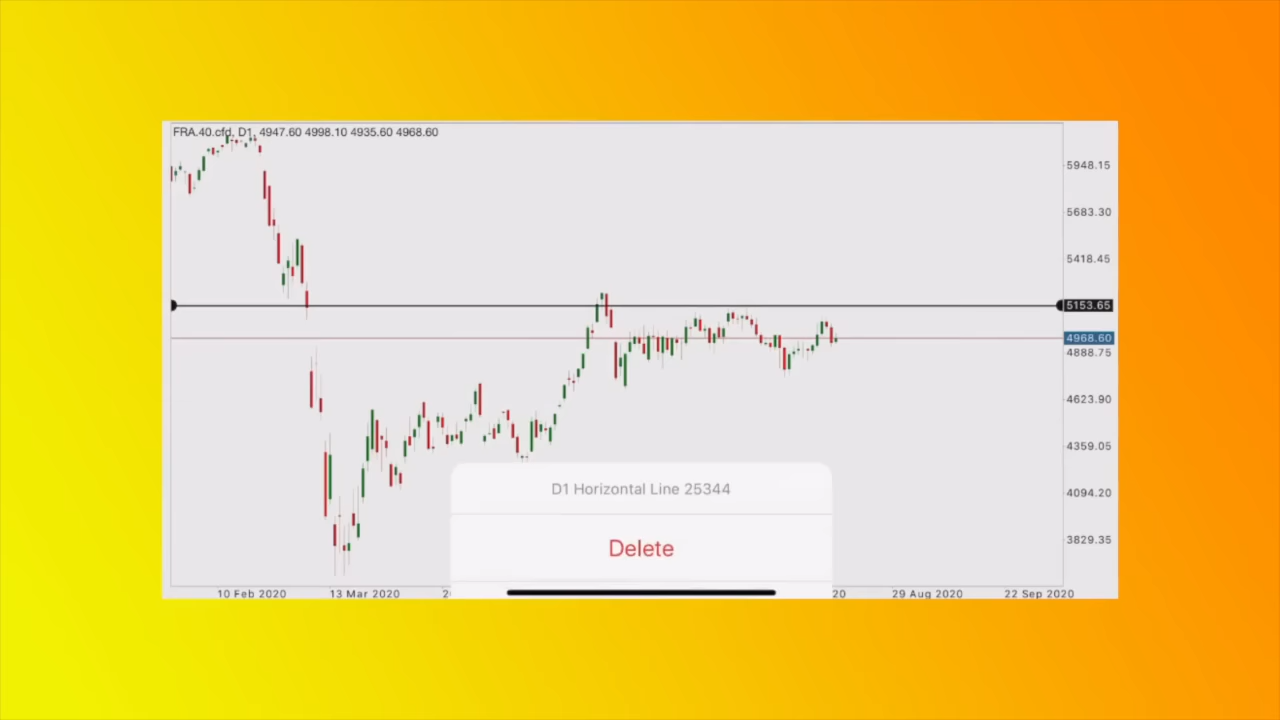 FRA.40.cfd, D1, 4947.60 4998.10 4935.60 4968.60
5948.15
5683.30
5418.45
5153.65
4968.60
4888.75
4623.90
4359.05
4094.20
3829.35
D1 Horizontal Line 25344
Delete
10 Feb 2020 13 Mar 2020 2 20 29 Aug 2020 22 Sep 2020